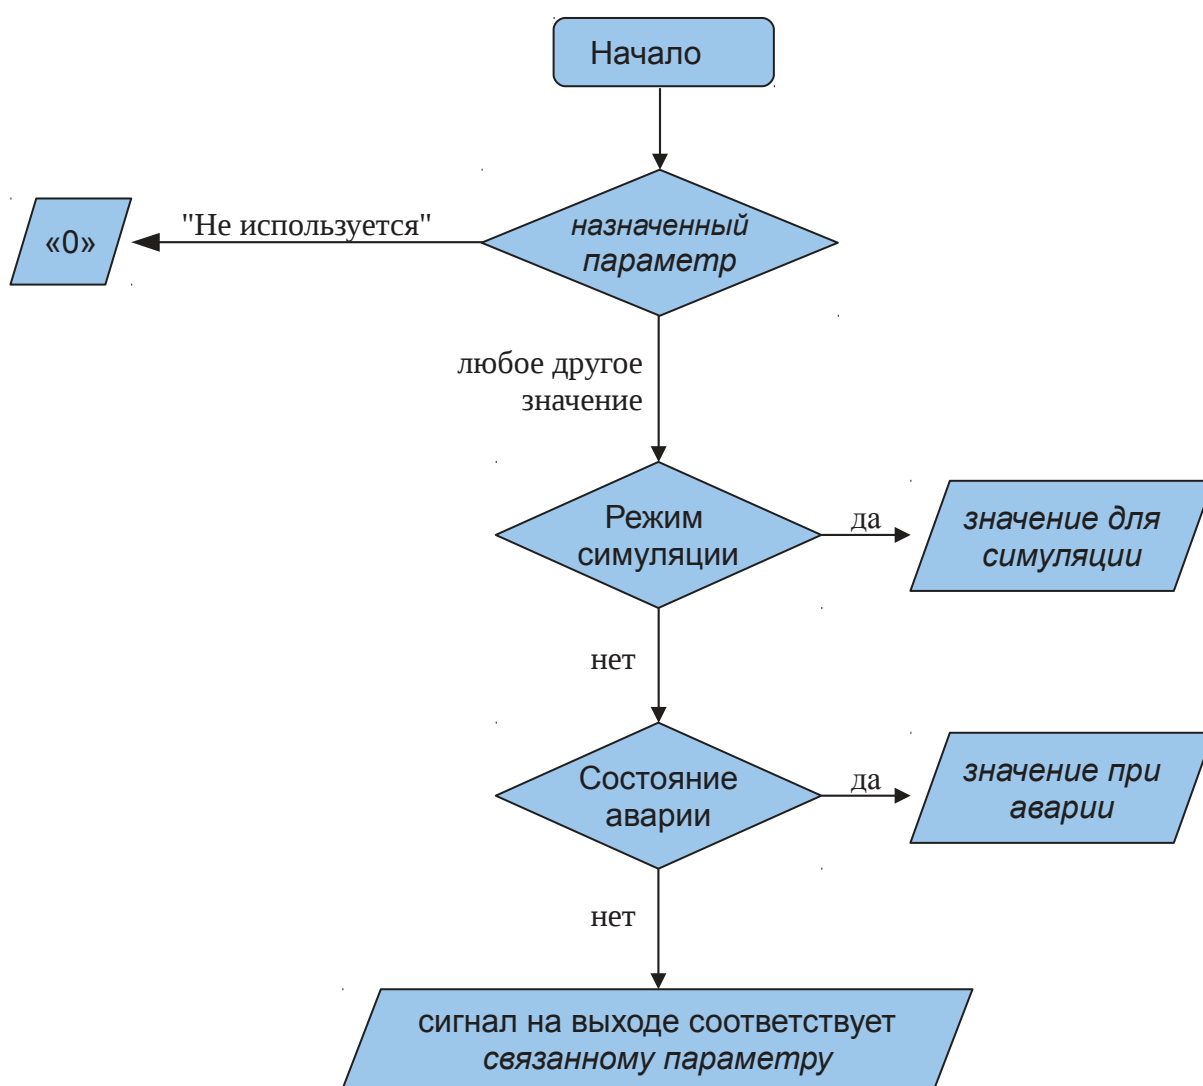 Начало
"Не используется"
«0»
назначенный
параметр
любое другое
значение
Режим
симуляции
да
значение для
симуляции
нет
Состояние
аварии
да
значение при
аварии
нет
сигнал на выходе соответствует
связанному параметру